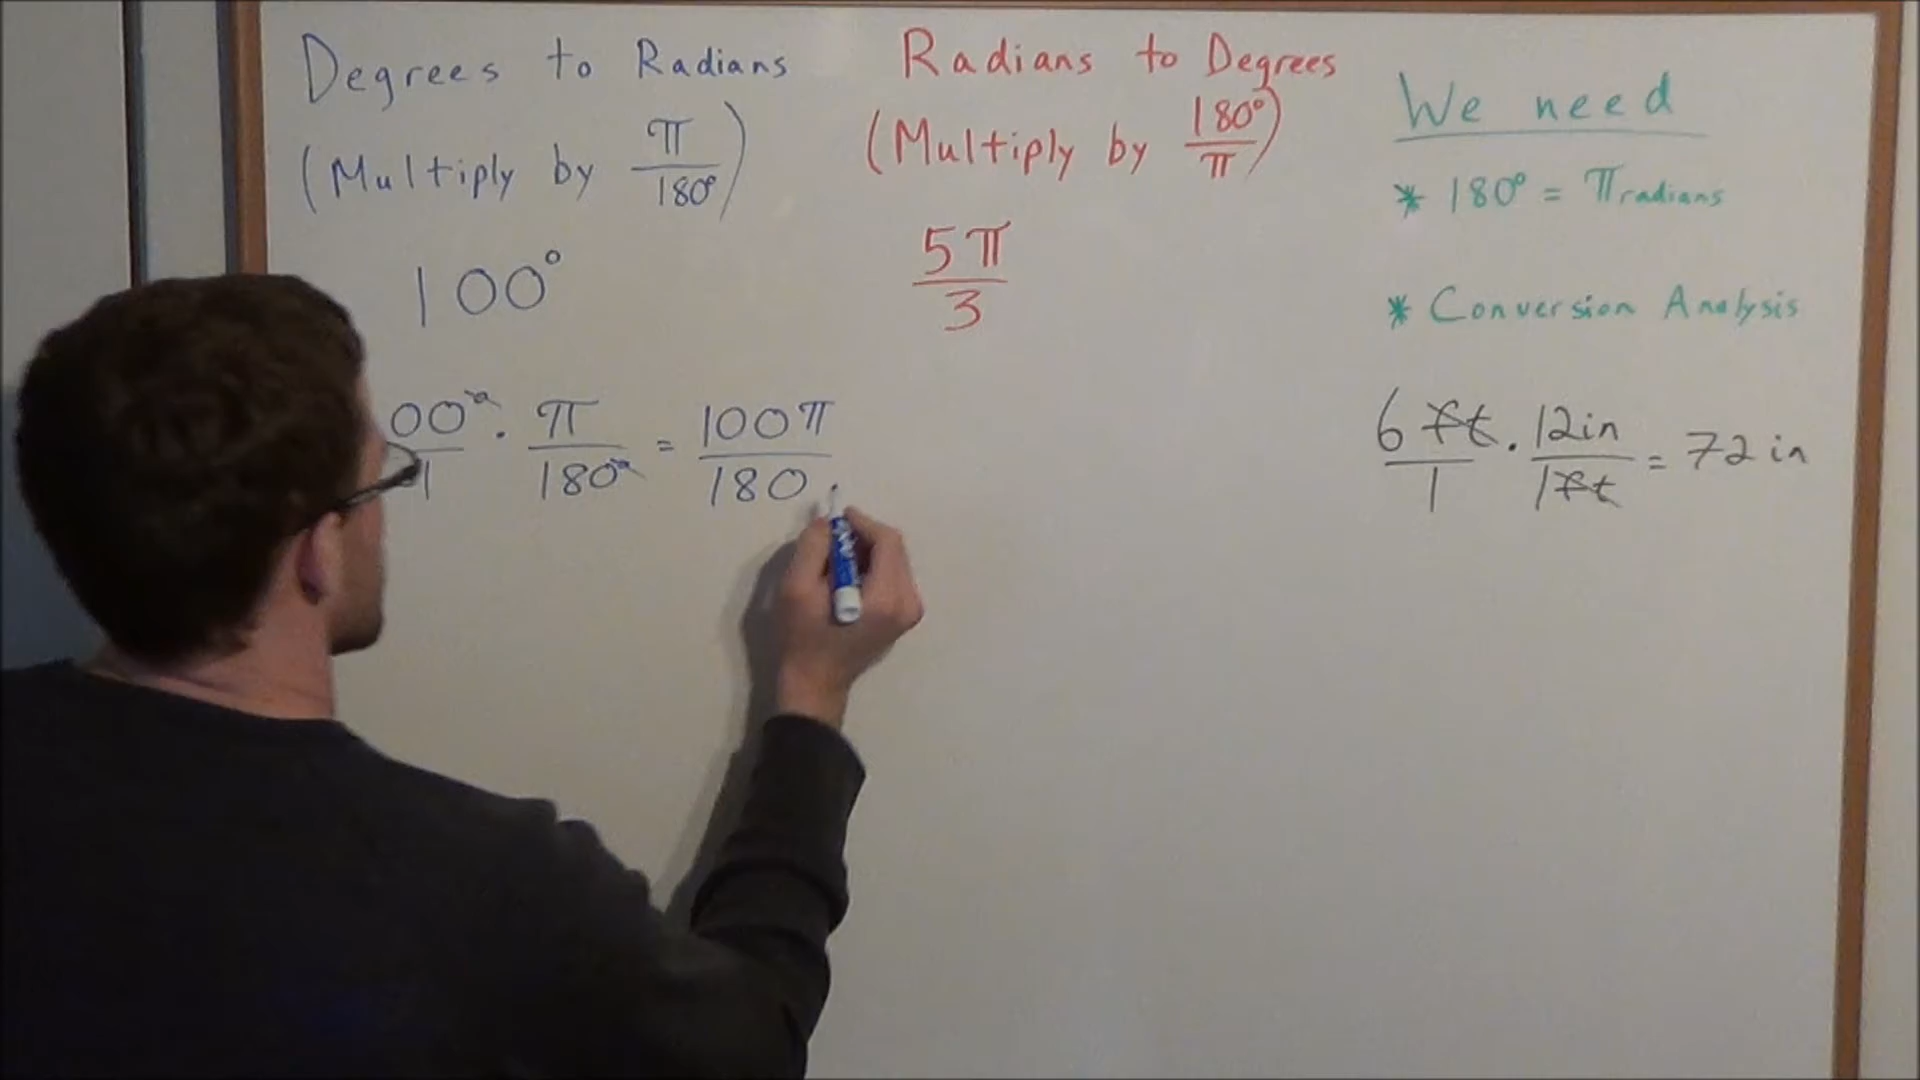 Degrees to Radians
(Multiply by π/180°)
100°
00°/1 · π/180° = 100π/180
Radians to Degrees
(Multiply by 180°/π)
5π/3
We need
* 180° = π radians
* Conversion Analysis
6 ft/1 · 12in/1ft = 72 in